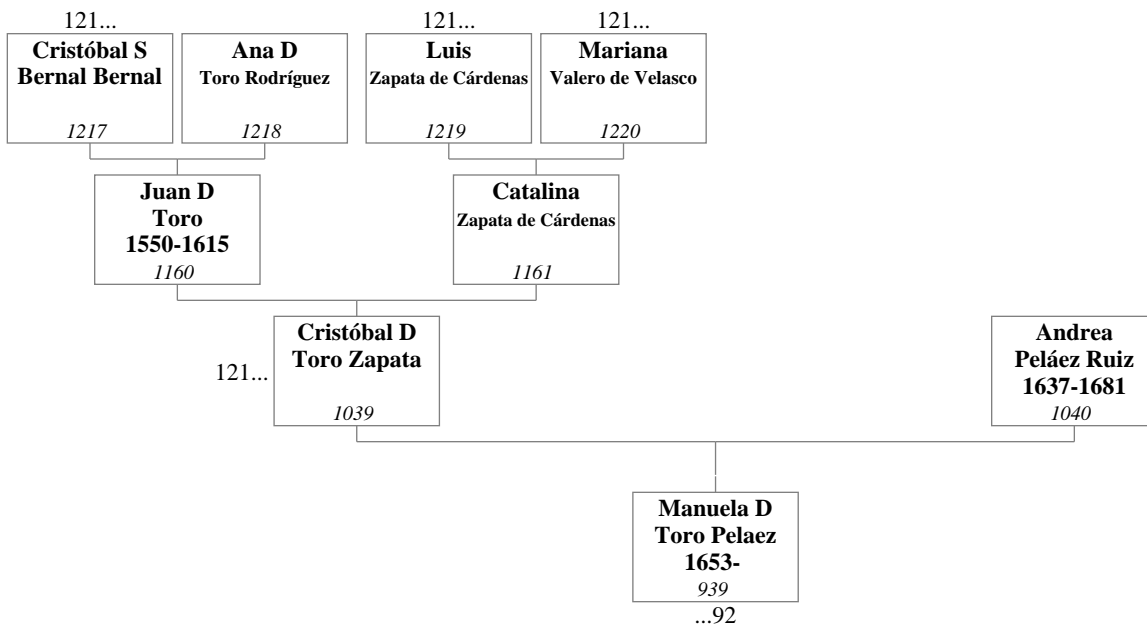 121...
Cristóbal S
Bernal Bernal
1217
Ana D
Toro Rodríguez
1218
121...
Luis
Zapata de Cárdenas
1219
121...
Mariana
Valero de Velasco
1220
Juan D
Toro
1550-1615
1160
Catalina
Zapata de Cárdenas
1161
121...
Cristóbal D
Toro Zapata
1039
Andrea
Peláez Ruiz
1637-1681
1040
Manuela D
Toro Pelaez
1653-
939
...92